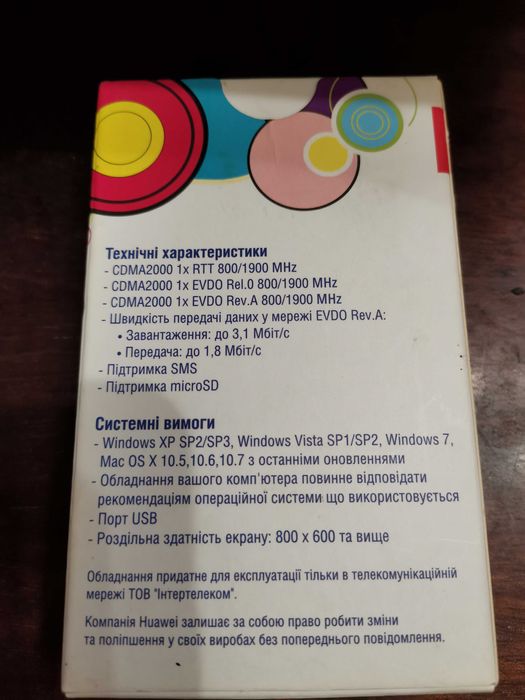 Технічні характеристики
- CDMA2000 1x RTT 800/1900 MHz
- CDMA2000 1x EVDO Rel.0 800/1900 MHz
- CDMA2000 1x EVDO Rev.A 800/1900 MHz
- Швидкість передачі даних у мережі EVDO Rev.A:
• Завантаження: до 3,1 Мбіт/с
• Передача: до 1,8 Мбіт/с
- Підтримка SMS
- Підтримка microSD
Системні вимоги
- Windows XP SP2/SP3, Windows Vista SP1/SP2, Windows 7,
Mac OS X 10.5,10.6,10.7 з останніми оновленнями
- Обладнання вашого комп'ютера повинне відповідати
рекомендаціям операційної системи що використовується
- Порт USB
- Роздільна здатність екрану: 800 x 600 та вище
Обладнання придатне для експлуатації тільки в телекомунікаційній
мережі ТОВ "Інтертелеком".
Компанія Huawei залишає за собою право робити зміни
та поліпшення у своїх виробах без попереднього повідомлення.